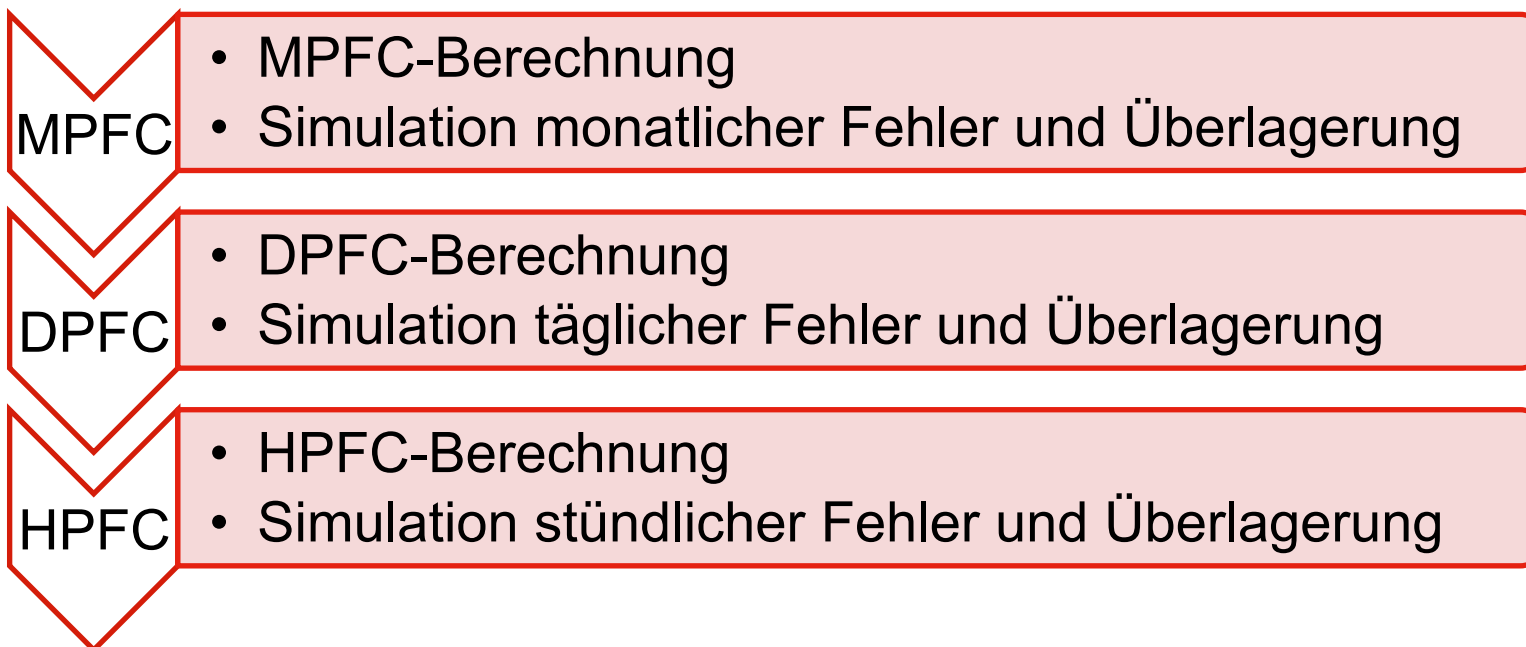 MPFC
• MPFC-Berechnung
• Simulation monatlicher Fehler und Überlagerung
DPFC
• DPFC-Berechnung
• Simulation täglicher Fehler und Überlagerung
HPFC
• HPFC-Berechnung
• Simulation stündlicher Fehler und Überlagerung